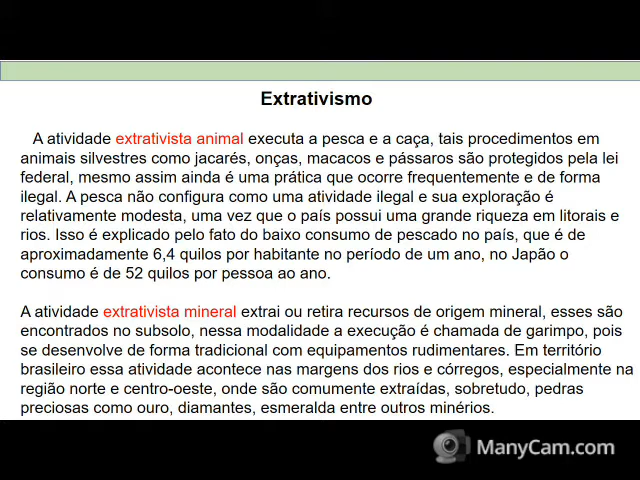 Extrativismo
A atividade extrativista animal executa a pesca e a caça, tais procedimentos em
animais silvestres como jacarés, onças, macacos e pássaros são protegidos pela lei
federal, mesmo assim ainda é uma prática que ocorre frequentemente e de forma
ilegal. A pesca não configura como uma atividade ilegal e sua exploração é
relativamente modesta, uma vez que o país possui uma grande riqueza em litorais e
rios. Isso é explicado pelo fato do baixo consumo de pescado no país, que é de
aproximadamente 6,4 quilos por habitante no período de um ano, no Japão o
consumo é de 52 quilos por pessoa ao ano.
A atividade extrativista mineral extrai ou retira recursos de origem mineral, esses são
encontrados no subsolo, nessa modalidade a execução é chamada de garimpo, pois
se desenvolve de forma tradicional com equipamentos rudimentares. Em território
brasileiro essa atividade acontece nas margens dos rios e córregos, especialmente na
região norte e centro-oeste, onde são comumente extraídas, sobretudo, pedras
preciosas como ouro, diamantes, esmeralda entre outros minérios.
ManyCam.com